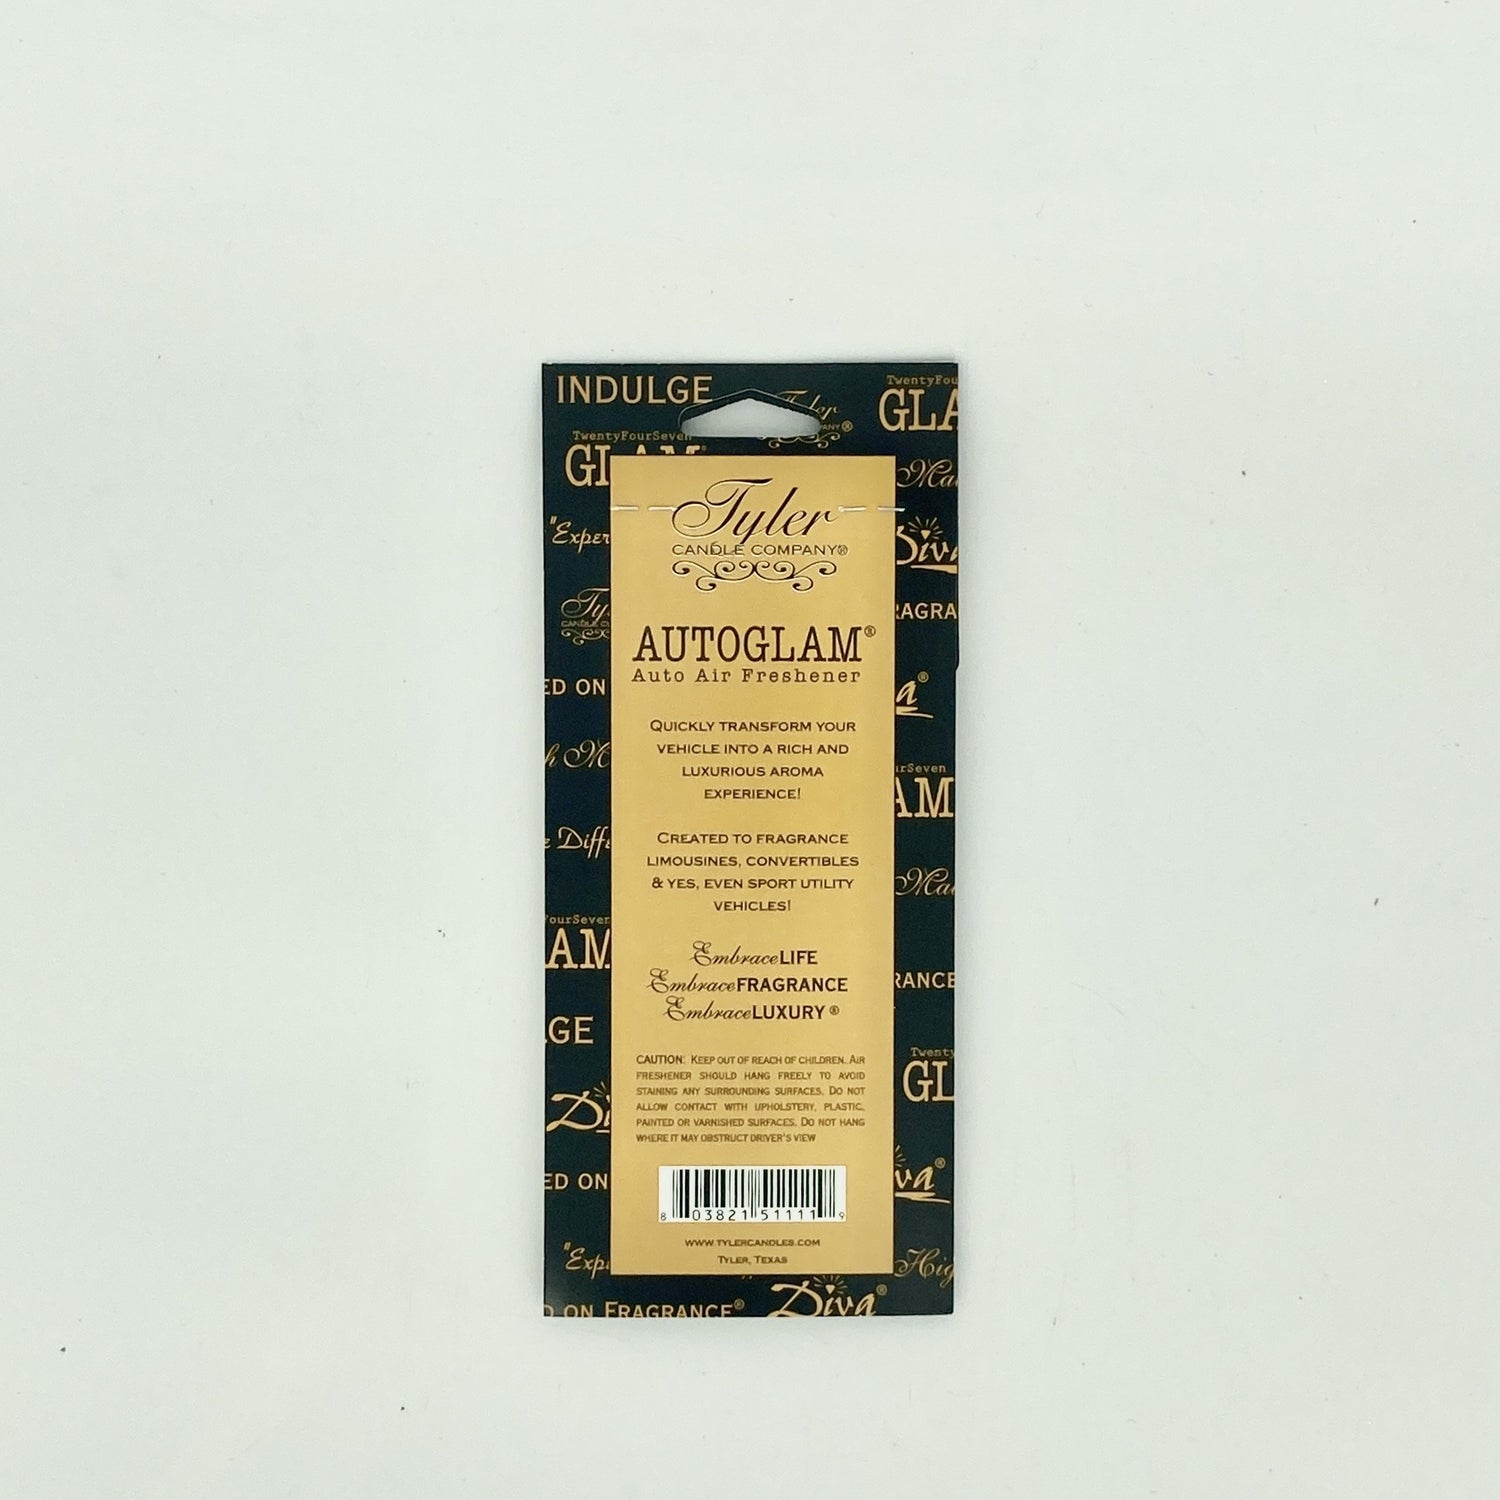 INDULGE
TwentyFourSeven
Tyler
GLAM®
Tyler
CANDLE COMPANY®
AUTOGLAM®
Auto Air Freshener
QUICKLY TRANSFORM YOUR
VEHICLE INTO A RICH AND
LUXURIOUS AROMA
EXPERIENCE!
CREATED TO FRAGRANCE
LIMOUSINES, CONVERTIBLES
& YES, EVEN SPORT UTILITY
VEHICLES!
EmbraceLIFE
EmbraceFRAGRANCE
EmbraceLUXURY®
CAUTION: KEEP OUT OF REACH OF CHILDREN. AIR
FRESHENER SHOULD HANG FREELY TO AVOID
STAINING ANY SURROUNDING SURFACES. DO NOT
ALLOW CONTACT WITH UPHOLSTERY, PLASTIC,
PAINTED OR VARNISHED SURFACES. DO NOT HANG
WHERE IT MAY OBSTRUCT DRIVER'S VIEW
8 03821 51111 9
WWW.TYLERCANDLES.COM
TYLER, TEXAS
ON FRAGRANCE®
Diva®